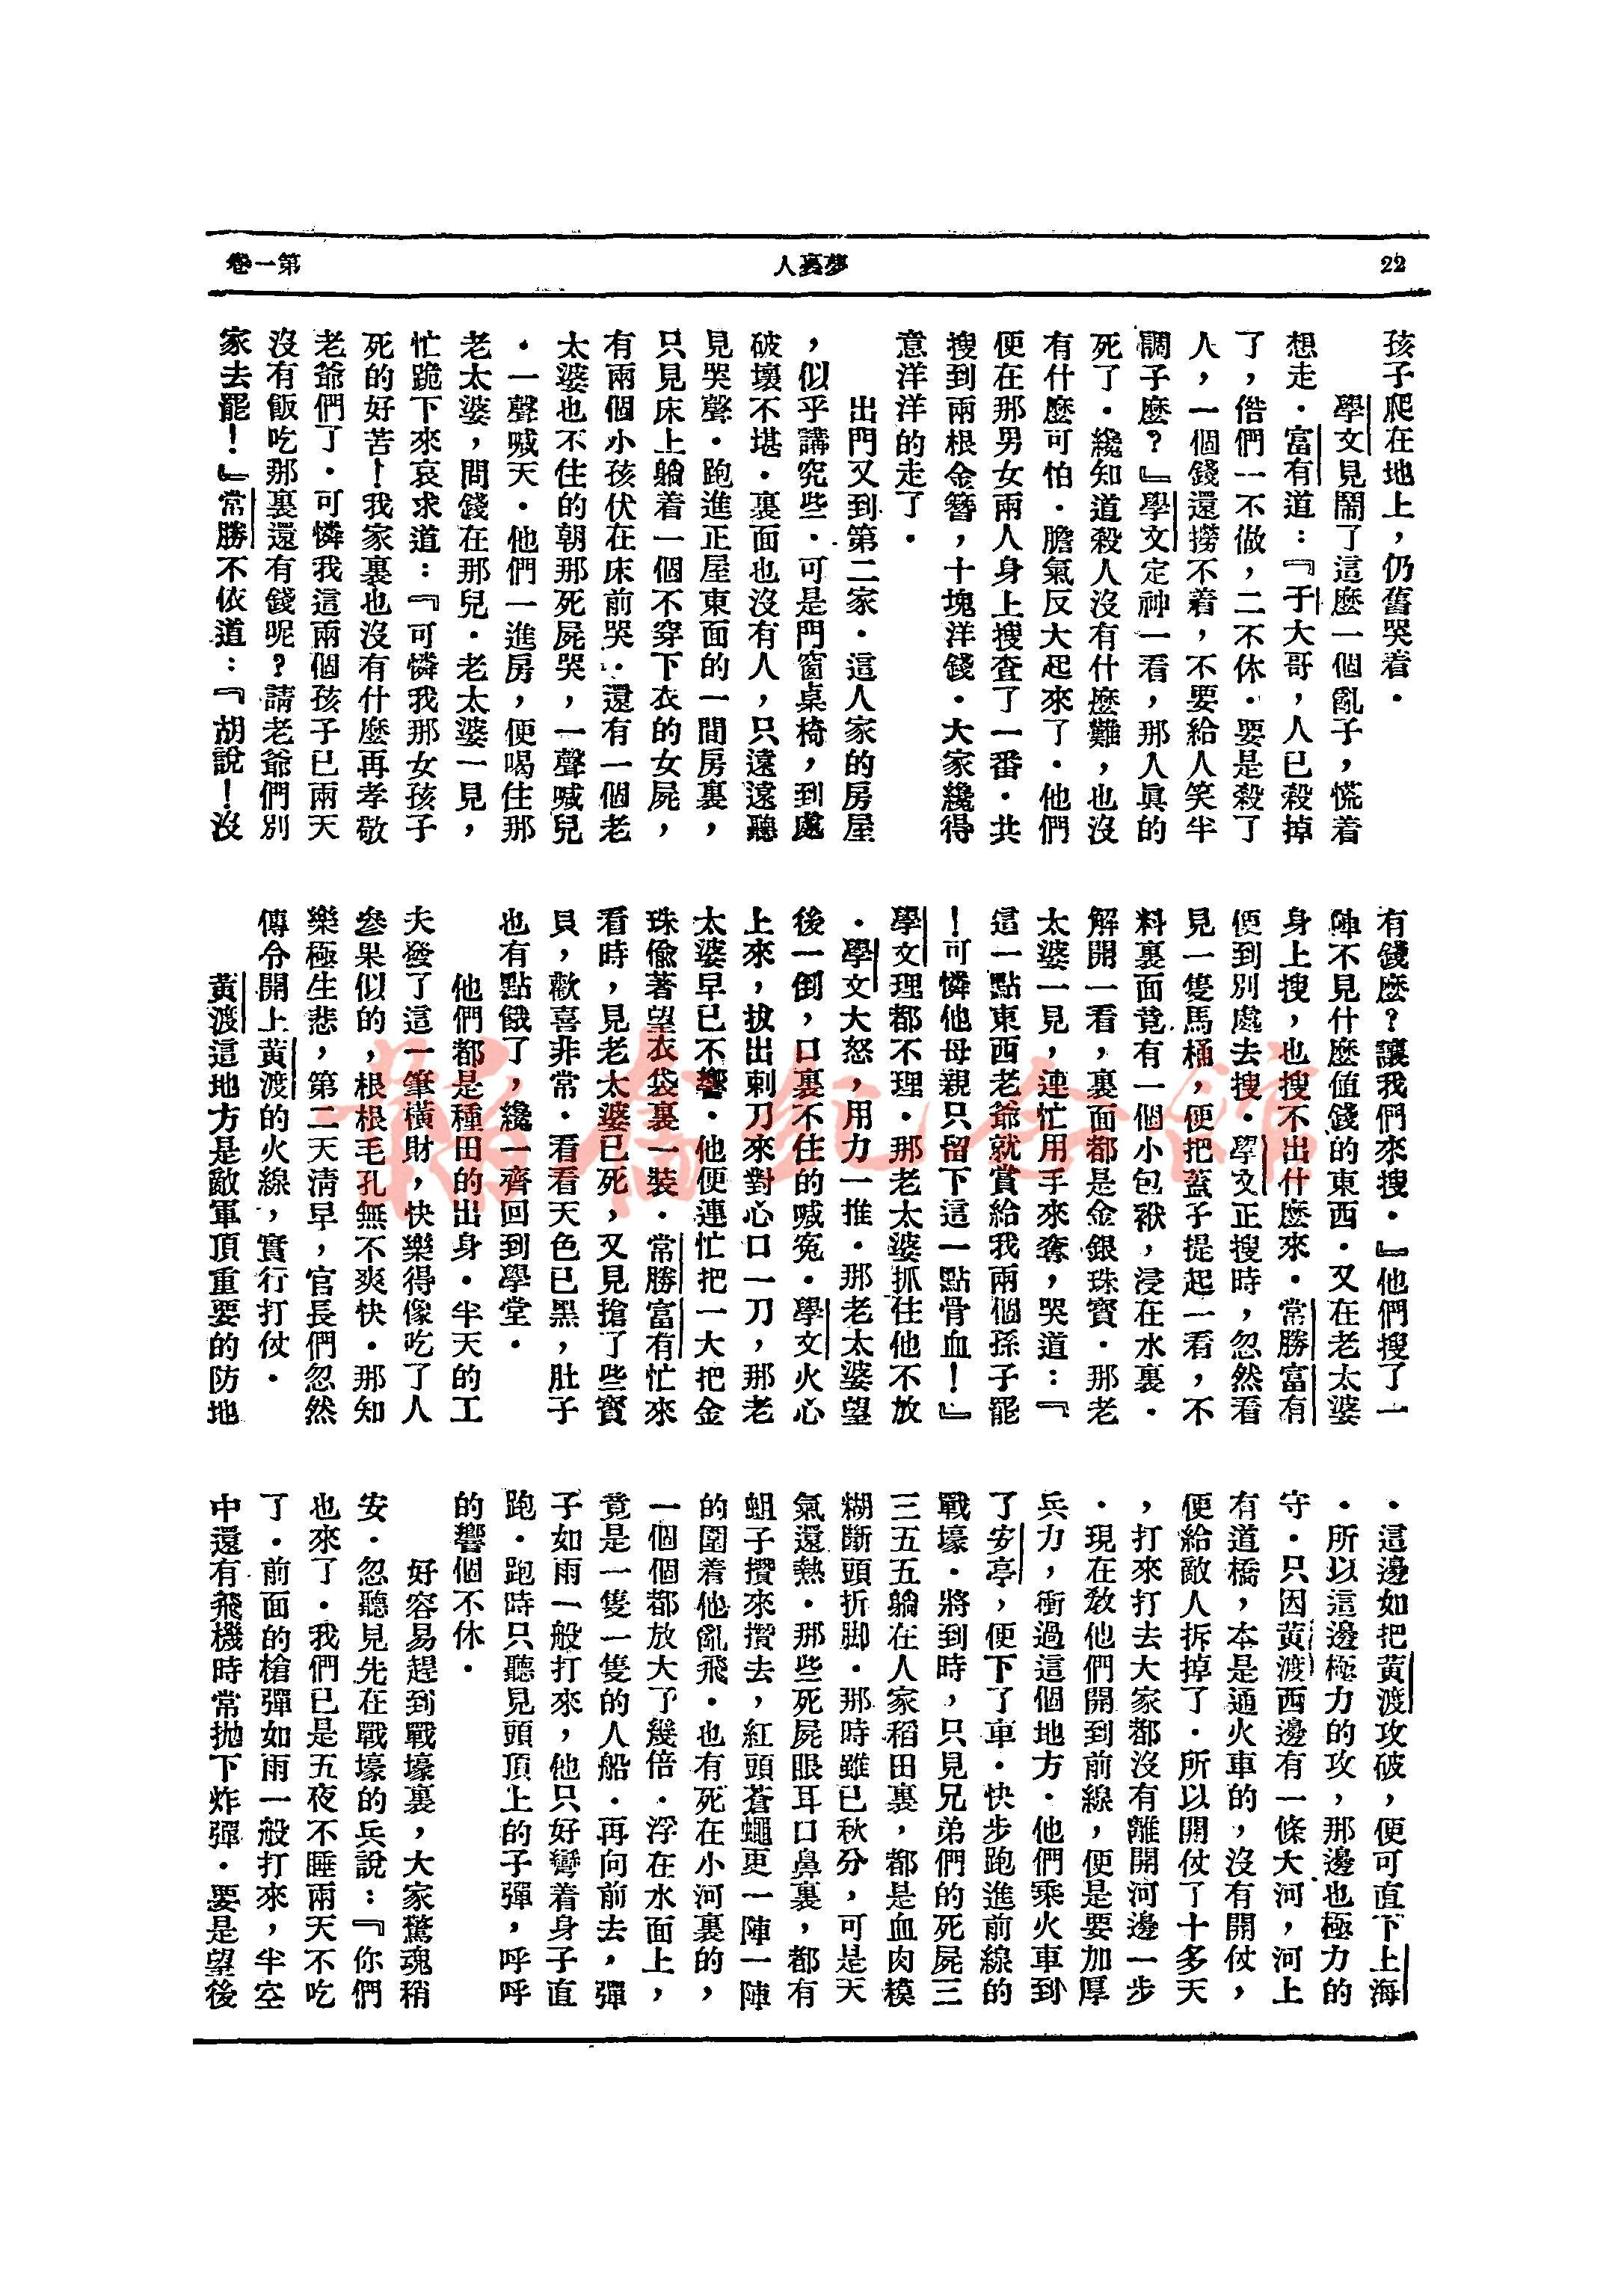 22
夢裏人
第一卷
孩子爬在地上，仍舊哭着．
學文見鬧了這麽一個亂子，慌着
想走．富有道：『于大哥，人已殺掉
了，偺們一不做，二不休．要是殺了
人，一個錢還撈不着，不要給人笑半
調子麽？』學文定神一看，那人眞的
死了．纔知道殺人沒有什麽難，也沒
有什麽可怕．膽氣反大起來了．他們
便在那男女兩人身上搜查了一番．共
搜到兩根金簪，十塊洋錢．大家纔得
意洋洋的走了．
出門又到第二家．這人家的房屋
，似乎講究些．可是門窗桌椅，到處
破壞不堪．裏面也沒有人，只遠遠聽
見哭聲．跑進正屋東面的一間房裏，
只見床上躺着一個不穿下衣的女屍，
有兩個小孩伏在床前哭．還有一個老
太婆也不住的朝那死屍哭，一聲喊兒
．一聲喊天．他們一進房，便喝住那
老太婆，問錢在那兒．老太婆一見，
忙跪下來哀求道：『可憐我那女孩子
死的好苦！我家裏也沒有什麽再孝敬
老爺們了．可憐我這兩個孩子已兩天
沒有飯吃那裏還有錢呢？請老爺們別
家去罷！』常勝不依道：『胡說！沒
有錢麽？讓我們來搜．』他們搜了一
陣不見什麽值錢的東西．又在老太婆
身上搜，也搜不出什麽來．常勝富有
便到別處去搜．學文正搜時，忽然看
見一隻馬桶，便把蓋子提起一看，不
料裏面竟有一個小包袱，浸在水裏．
解開一看，裏面都是金銀珠寶．那老
太婆一見，連忙用手來奪，哭道：『
這一點東西老爺就賞給我兩個孫子罷
！可憐他母親只留下這一點骨血！』
學文理都不理．那老太婆抓住他不放
．學文大怒，用力一推．那老太婆望
後一倒，口裏不住的喊冤．學文火心
上來，拔出刺刀來對心口一刀，那老
太婆早已不響．他便連忙把一大把金
珠偸著望衣袋裏一裝．常勝富有忙來
看時，見老太婆已死，又見搶了些寶
貝，歡喜非常．看看天色已黑，肚子
也有點餓了，纔一齊回到學堂．
他們都是種田的出身．半天的工
夫發了這一筆橫財，快樂得像吃了人
參果似的，根根毛孔無不爽快．那知
樂極生悲，第二天淸早，官長們忽然
傳令開上黃渡的火線，實行打仗．
黃渡這地方是敵軍頂重要的防地
．這邊如把黃渡攻破，便可直下上海
．所以這邊極力的攻，那邊也極力的
守．只因黃渡西邊有一條大河，河上
有道橋，本是通火車的，沒有開仗，
便給敵人拆掉了．所以開仗了十多天
，打來打去大家都沒有離開河邊一步
．現在敎他們開到前線，便是要加厚
兵力，衝過這個地方．他們乘火車到
了安亭，便下了車．快步跑進前線的
戰壕．將到時，只見兄弟們的死屍三
三五五躺在人家稻田裏，都是血肉模
糊斷頭折脚．那時雖已秋分，可是天
氣還熱．那些死屍眼耳口鼻裏，都有
蛆子攢來攢去，紅頭蒼蠅更一陣一陣
的圍着他亂飛．也有死在小河裏的，
一個個都放大了幾倍．浮在水面上，
竟是一隻一隻的人船．再向前去，彈
子如雨一般打來，他只好彎着身子直
跑．跑時只聽見頭頂上的子彈，呼呼
的響個不休．
好容易趕到戰壕裏，大家驚魂稍
安．忽聽見先在戰壕的兵說：『你們
也來了．我們已是五夜不睡兩天不吃
了．前面的槍彈如雨一般打來，半空
中還有飛機時常拋下炸彈．要是望後